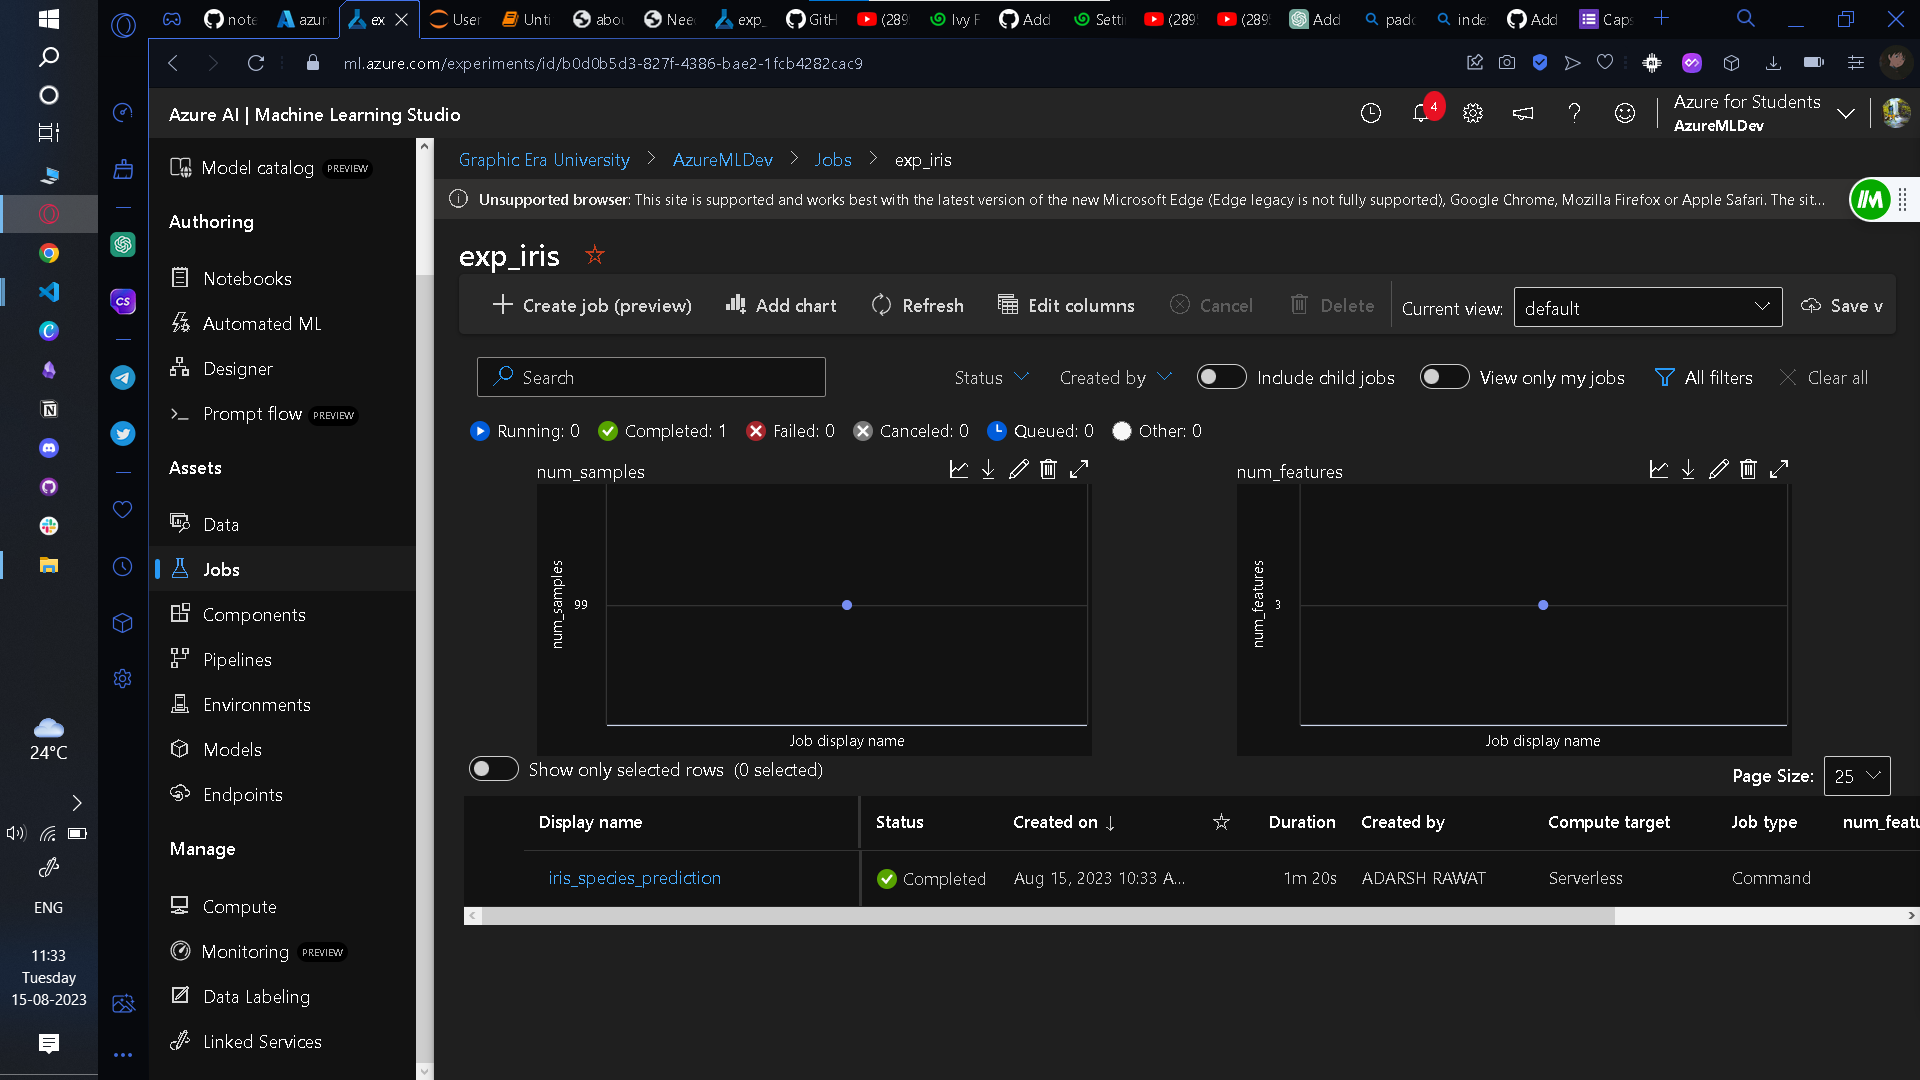 note
azur
ex
User
Unti
abou
Nee
exp_
GitH
(289
Ivy F
Add
Setti
(289
(289
Add
pade
inde
Add
Caps
ml.azure.com/experiments/id/b0d0b5d3-827f-4386-bae2-1fcb4282cac9
Azure AI | Machine Learning Studio
4
Azure for Students
AzureMLDev
Model catalog PREVIEW
Authoring
Notebooks
Automated ML
Designer
Prompt flow PREVIEW
Assets
Data
Jobs
Components
Pipelines
Environments
Models
Endpoints
Manage
Compute
Monitoring PREVIEW
Data Labeling
Linked Services
Graphic Era University > AzureMLDev > Jobs > exp_iris
Unsupported browser: This site is supported and works best with the latest version of the new Microsoft Edge (Edge legacy is not fully supported), Google Chrome, Mozilla Firefox or Apple Safari. The sit...
exp_iris
Create job (preview) Add chart Refresh Edit columns Cancel Delete Current view: default Save v
Search Status Created by Include child jobs View only my jobs All filters Clear all
Running: 0 Completed: 1 Failed: 0 Canceled: 0 Queued: 0 Other: 0
num_samples
num_samples
99
Job display name
num_features
num_features
3
Job display name
Show only selected rows (0 selected)
Page Size: 25
Display name Status Created on Duration Created by Compute target Job type num_featu
iris_species_prediction Completed Aug 15, 2023 10:33 A... 1m 20s ADARSH RAWAT Serverless Command
CS
24°C
ENG
11:33
Tuesday
15-08-2023